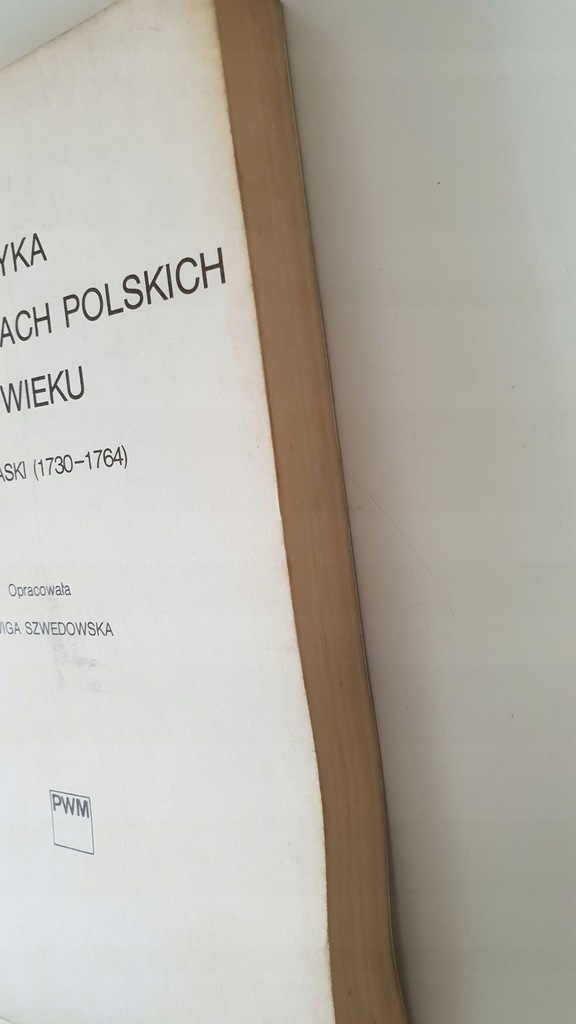 YKA
ACH POLSKICH
WIEKU
ASKI (1730–1764)
Opracowała
WIGA SZWEDOWSKA
PWM